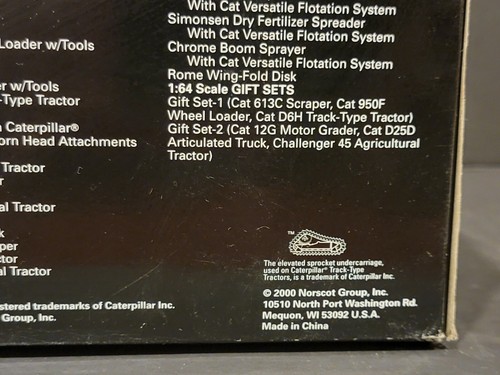 With Cat Versatile Flotation System
Simonsen Dry Fertilizer Spreader
With Cat Versatile Flotation System
Chrome Boom Sprayer
With Cat Versatile Flotation System
Rome Wing-Fold Disk
1:64 Scale GIFT SETS
Gift Set-1 (Cat 613C Scraper, Cat 950F
Wheel Loader, Cat D6H Track-Type Tractor)
Gift Set-2 (Cat 12G Motor Grader, Cat D25D
Articulated Truck, Challenger 45 Agricultural
Tractor)
Loader w/Tools
r w/Tools
-Type Tractor
Caterpillar®
orn Head Attachments
Tractor
r
al Tractor
k
per
ctor
al Tractor
TM
The elevated sprocket undercarriage,
used on Caterpillar® Track-Type
Tractors, is a trademark of Caterpillar Inc.
© 2000 Norscot Group, Inc.
10510 North Port Washington Rd.
Mequon, WI 53092 U.S.A.
Made in China
stered trademarks of Caterpillar Inc.
Group, Inc.